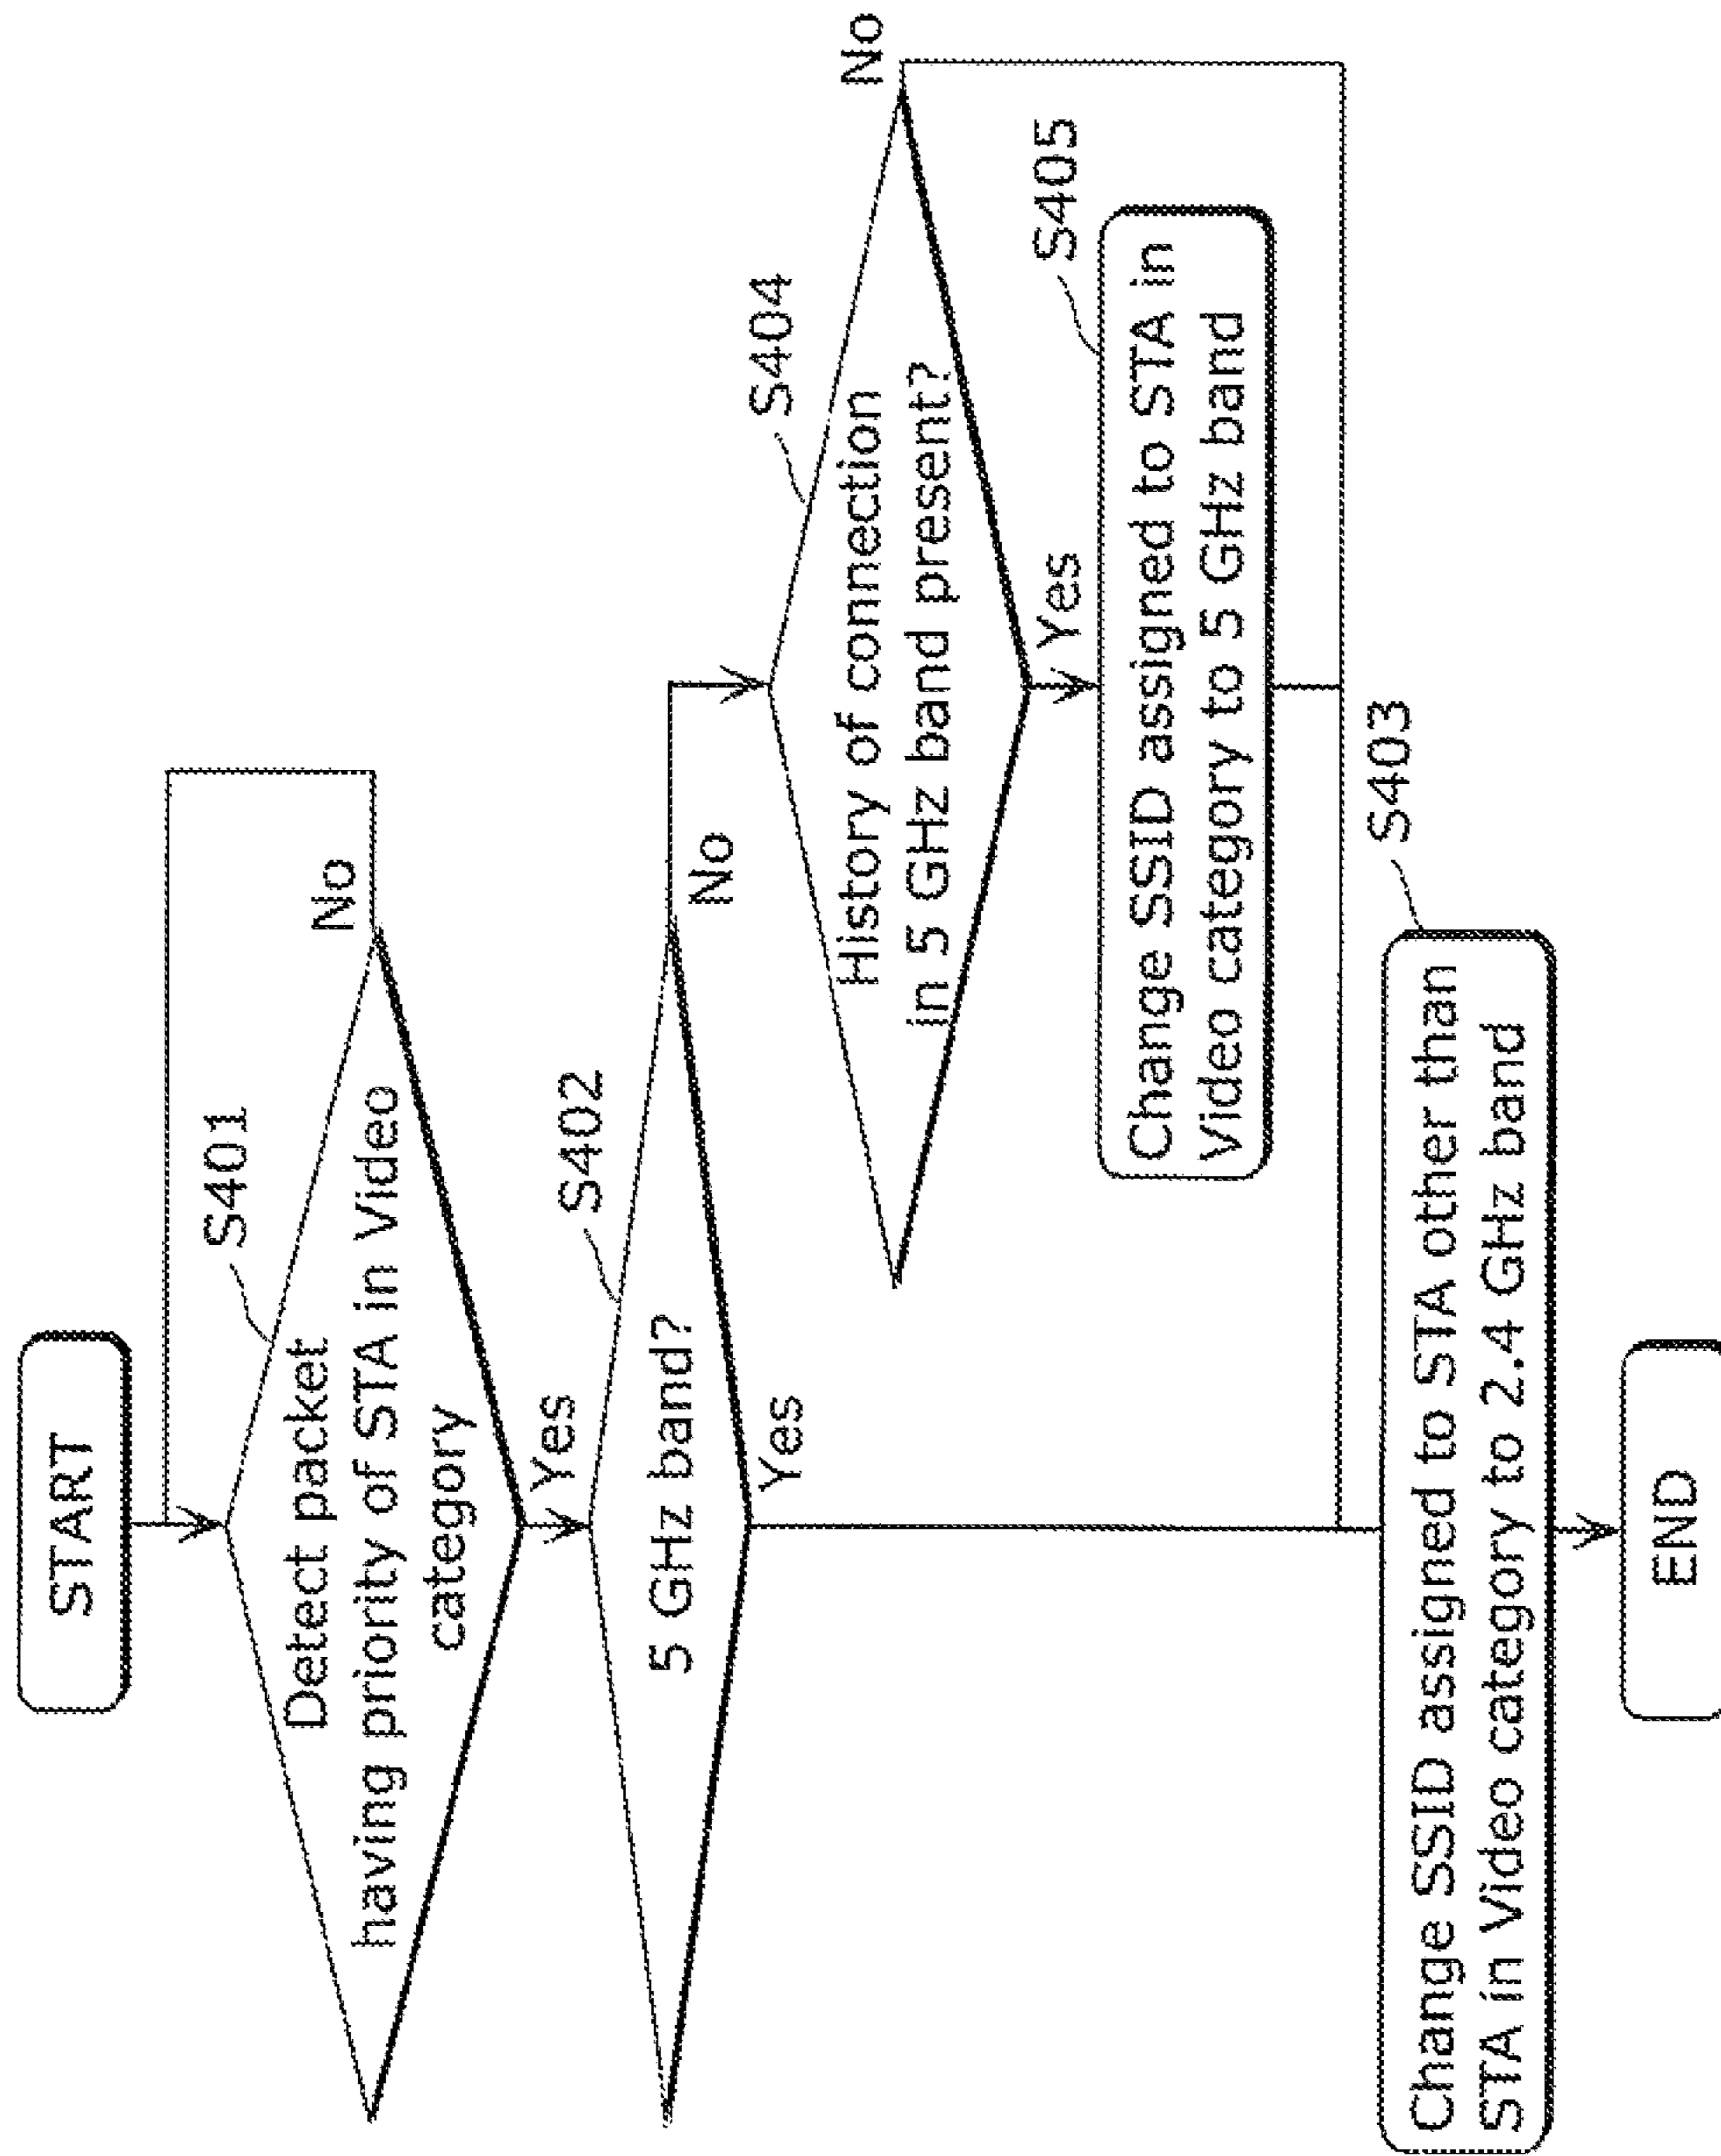 START
S401
Detect packet
having priority of STA in Video
category
No
Yes
S402
5 GHz band?
No
Yes
S404
History of connection
in 5 GHz band present?
No
Yes
S405
Change SSID assigned to STA in
Video category to 5 GHz band
S403
Change SSID assigned to STA other than
STA in Video category to 2.4 GHz band
END